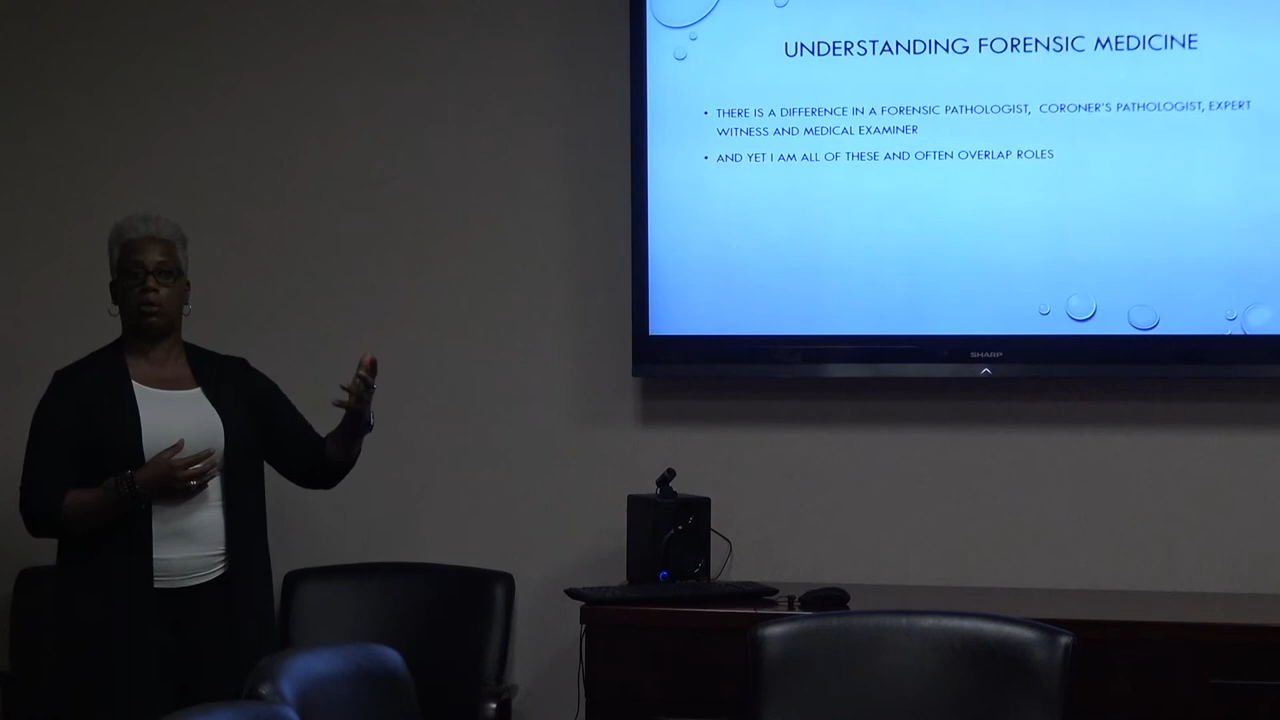 UNDERSTANDING FORENSIC MEDICINE
• THERE IS A DIFFERENCE IN A FORENSIC PATHOLOGIST, CORONER'S PATHOLOGIST, EXPERT
WITNESS AND MEDICAL EXAMINER
• AND YET I AM ALL OF THESE AND OFTEN OVERLAP ROLES
SHARP